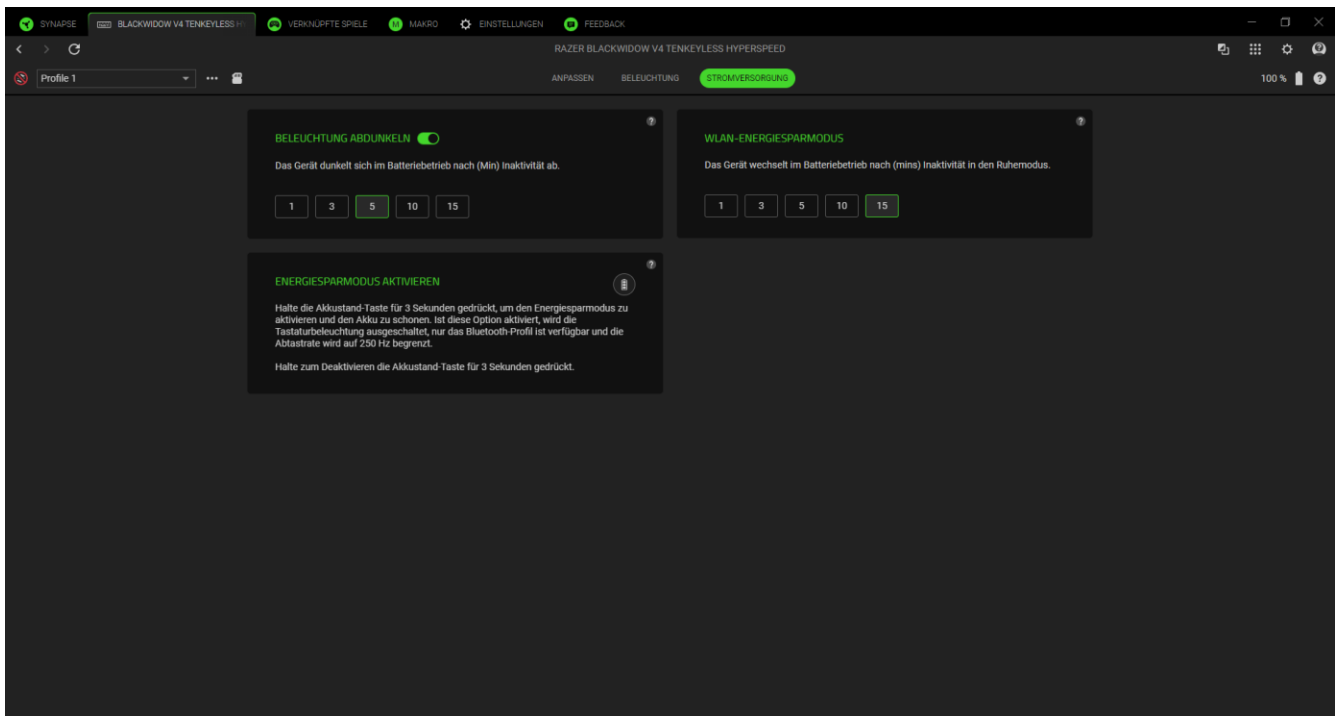 SYNAPSE
BLACKWIDOW V4 TENKEYLESS
VERKNÜPFTE SPIELE
MAKRO
EINSTELLUNGEN
FEEDBACK
RAZER BLACKWIDOW V4 TENKEYLESS HYPERSPEED
Profile 1
ANPASSEN
BELEUCHTUNG
STROMVERSORGUNG
100 %
BELEUCHTUNG ABDUNKELN
Das Gerät dunkelt sich im Batteriebetrieb nach (Min) Inaktivität ab.
1 3 5 10 15
WLAN-ENERGIESPARMODUS
Das Gerät wechselt im Batteriebetrieb nach (mins) Inaktivität in den Ruhemodus.
1 3 5 10 15
ENERGIESPARMODUS AKTIVIEREN
Halte die Akkustand-Taste für 3 Sekunden gedrückt, um den Energiesparmodus zu
aktivieren und den Akku zu schonen. Ist diese Option aktiviert, wird die
Tastaturbeleuchtung ausgeschaltet, nur das Bluetooth-Profil ist verfügbar und die
Abtastrate wird auf 250 Hz begrenzt.
Halte zum Deaktivieren die Akkustand-Taste für 3 Sekunden gedrückt.